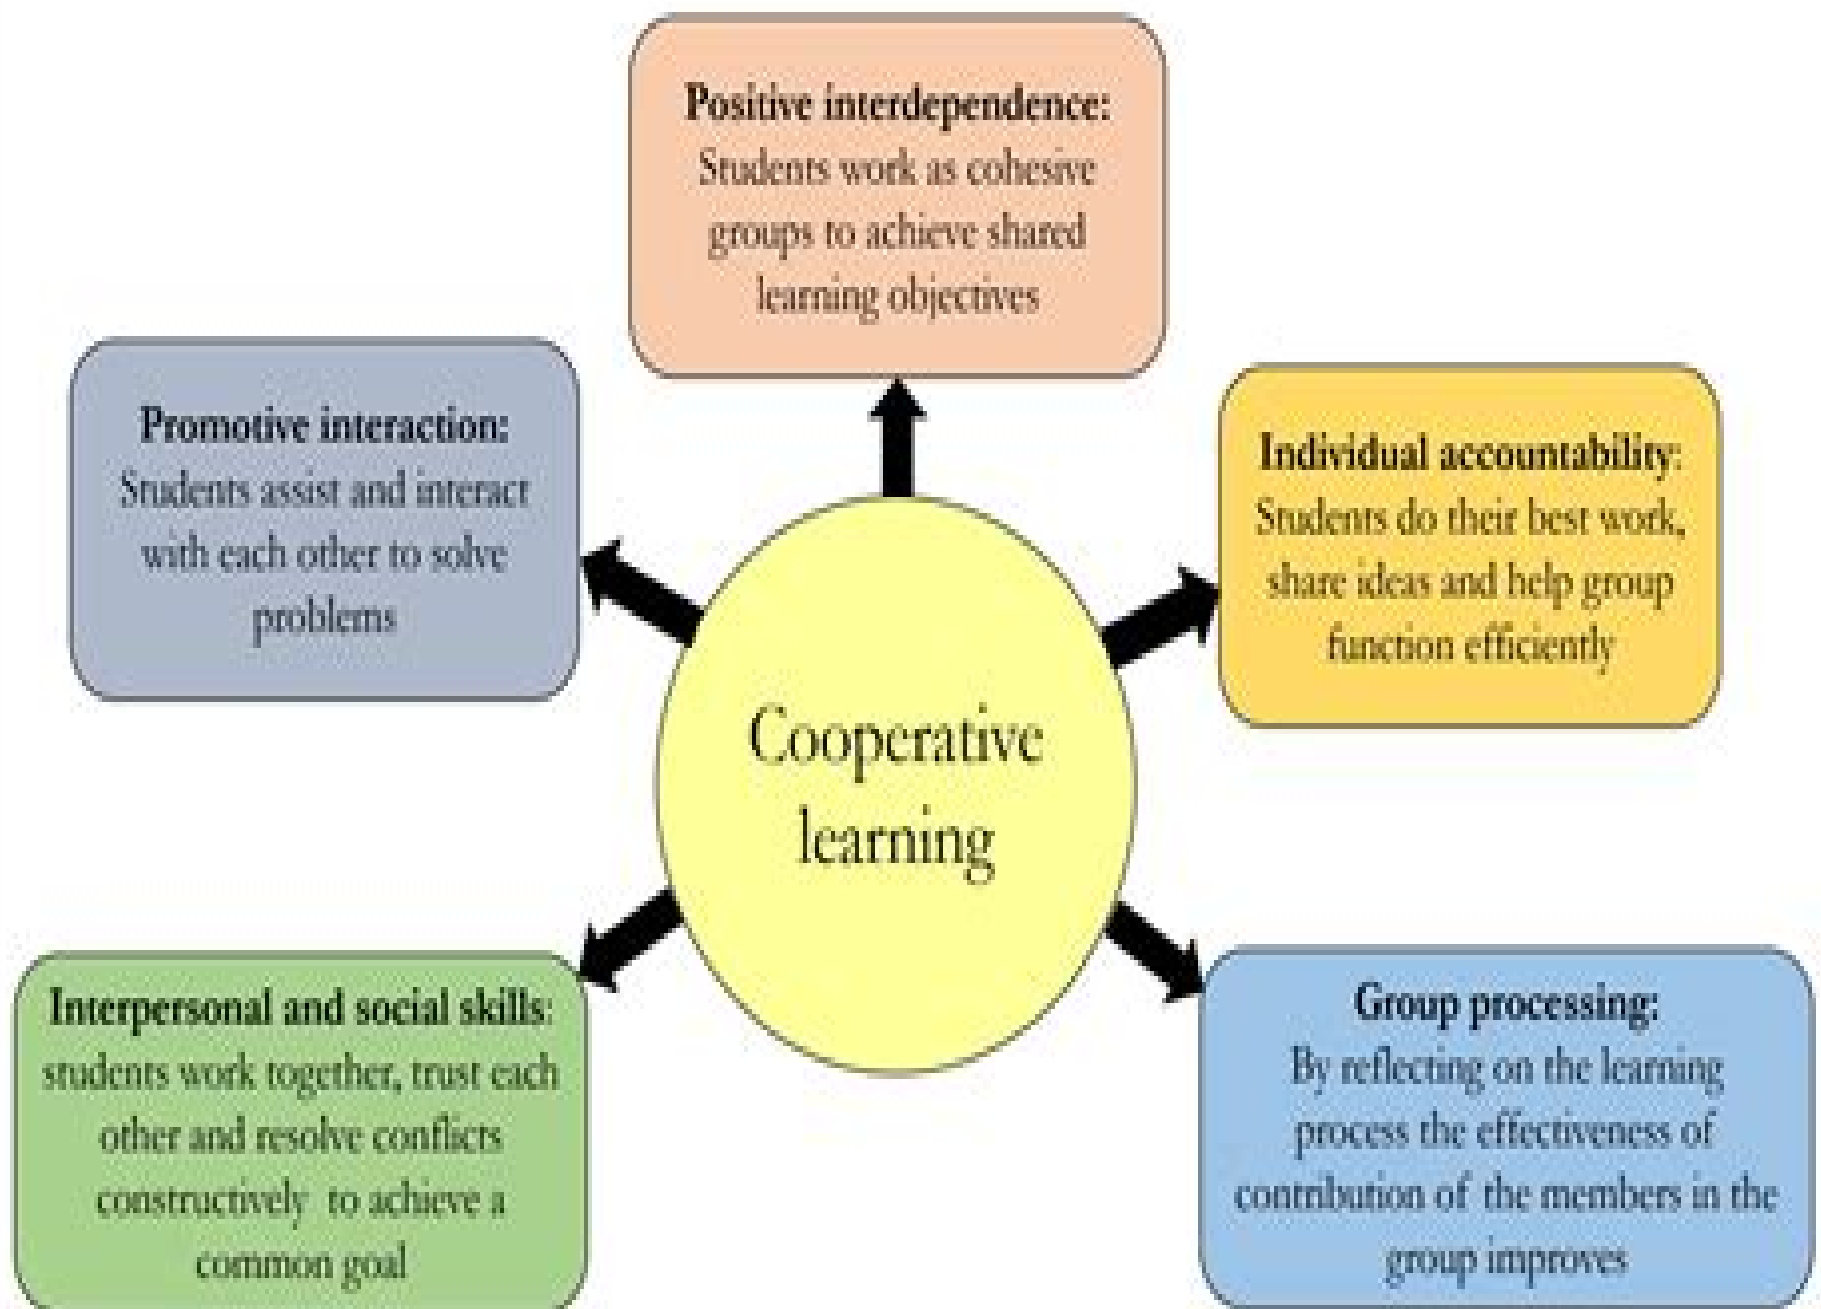 Positive interdependence:
Students work as cohesive
groups to achieve shared
learning objectives
Promotive interaction:
Students assist and interact
with each other to solve
problems
Individual accountability:
Students do their best work,
share ideas and help group
function efficiently
Cooperative
learning
Interpersonal and social skills:
students work together, trust each
other and resolve conflicts
constructively to achieve a
common goal
Group processing:
By reflecting on the learning
process the effectiveness of
contribution of the members in the
group improves